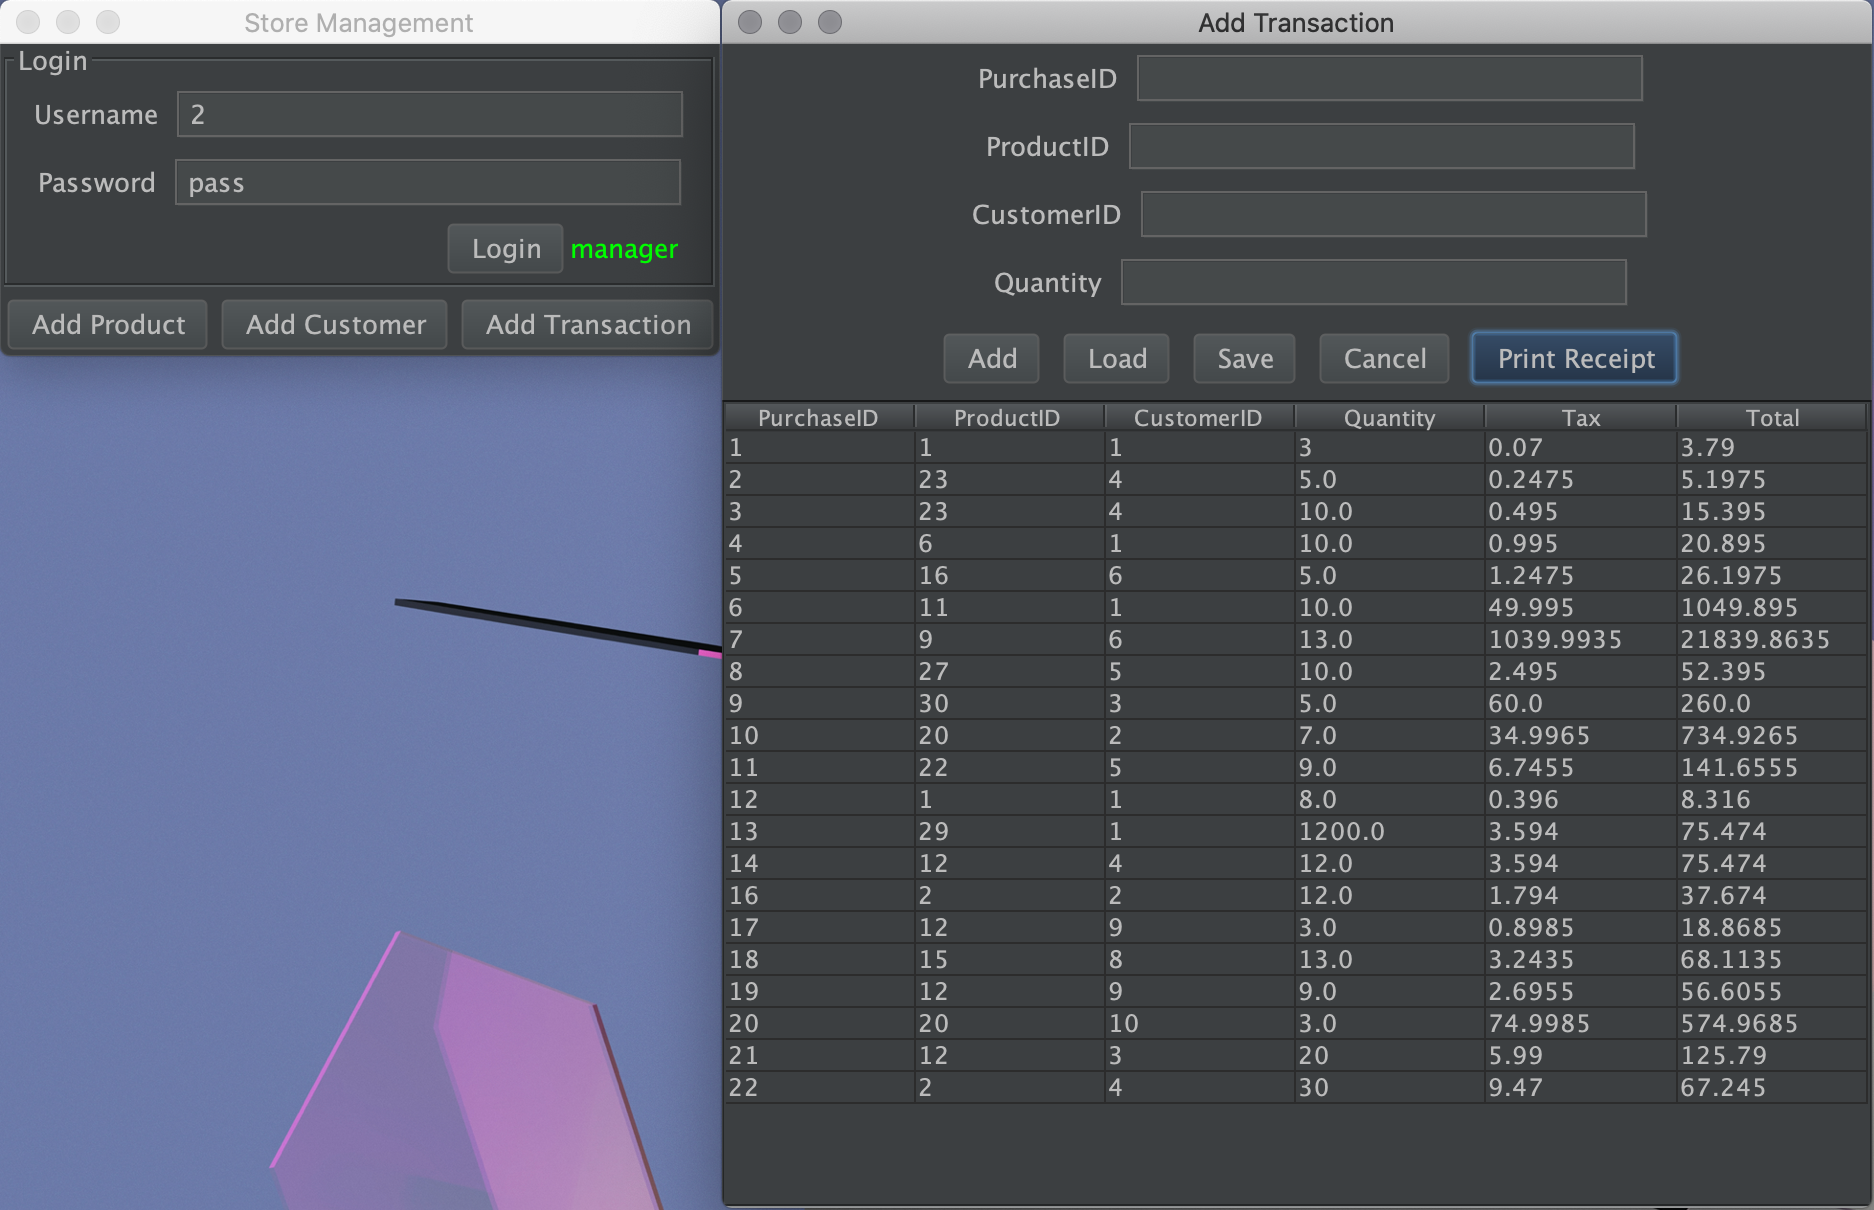 Store Management
Login
Username 2
Password pass
Login manager
Add Product Add Customer Add Transaction
Add Transaction
PurchaseID
ProductID
CustomerID
Quantity
Add Load Save Cancel Print Receipt
PurchaseID ProductID CustomerID Quantity Tax Total
1 1 1 3 0.07 3.79
2 23 4 5.0 0.2475 5.1975
3 23 4 10.0 0.495 15.395
4 6 1 10.0 0.995 20.895
5 16 6 5.0 1.2475 26.1975
6 11 1 10.0 49.995 1049.895
7 9 6 13.0 1039.9935 21839.8635
8 27 5 10.0 2.495 52.395
9 30 3 5.0 60.0 260.0
10 20 2 7.0 34.9965 734.9265
11 22 5 9.0 6.7455 141.6555
12 1 1 8.0 0.396 8.316
13 29 1 1200.0 3.594 75.474
14 12 4 12.0 3.594 75.474
16 2 2 12.0 1.794 37.674
17 12 9 3.0 0.8985 18.8685
18 15 8 13.0 3.2435 68.1135
19 12 9 9.0 2.6955 56.6055
20 20 10 3.0 74.9985 574.9685
21 12 3 20 5.99 125.79
22 2 4 30 9.47 67.245